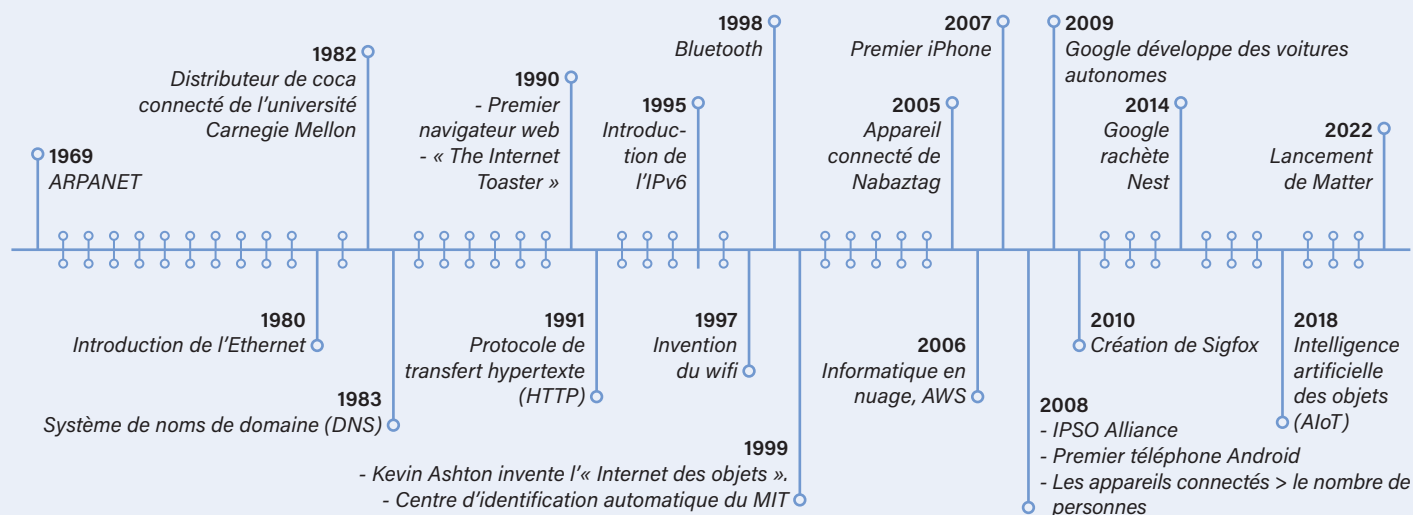 1969
ARPANET
1982
Distributeur de coca
connecté de l'université
Carnegie Mellon
1990
- Premier
navigateur web
- « The Internet
Toaster »
1995
Introduc-
tion de
l'IPv6
1998
Bluetooth
2005
Appareil
connecté de
Nabaztag
2007
Premier iPhone
2009
Google développe des voitures
autonomes
2014
Google
rachète
Nest
2022
Lancement
de Matter
1980
Introduction de l'Ethernet
1983
Système de noms de domaine (DNS)
1991
Protocole de
transfert hypertexte
(HTTP)
1997
Invention
du wifi
1999
- Kevin Ashton invente l'« Internet des objets ».
- Centre d'identification automatique du MIT
2006
Informatique en
nuage, AWS
2008
- IPSO Alliance
- Premier téléphone Android
- Les appareils connectés > le nombre de
personnes
2010
Création de Sigfox
2018
Intelligence
artificielle
des objets
(AIoT)